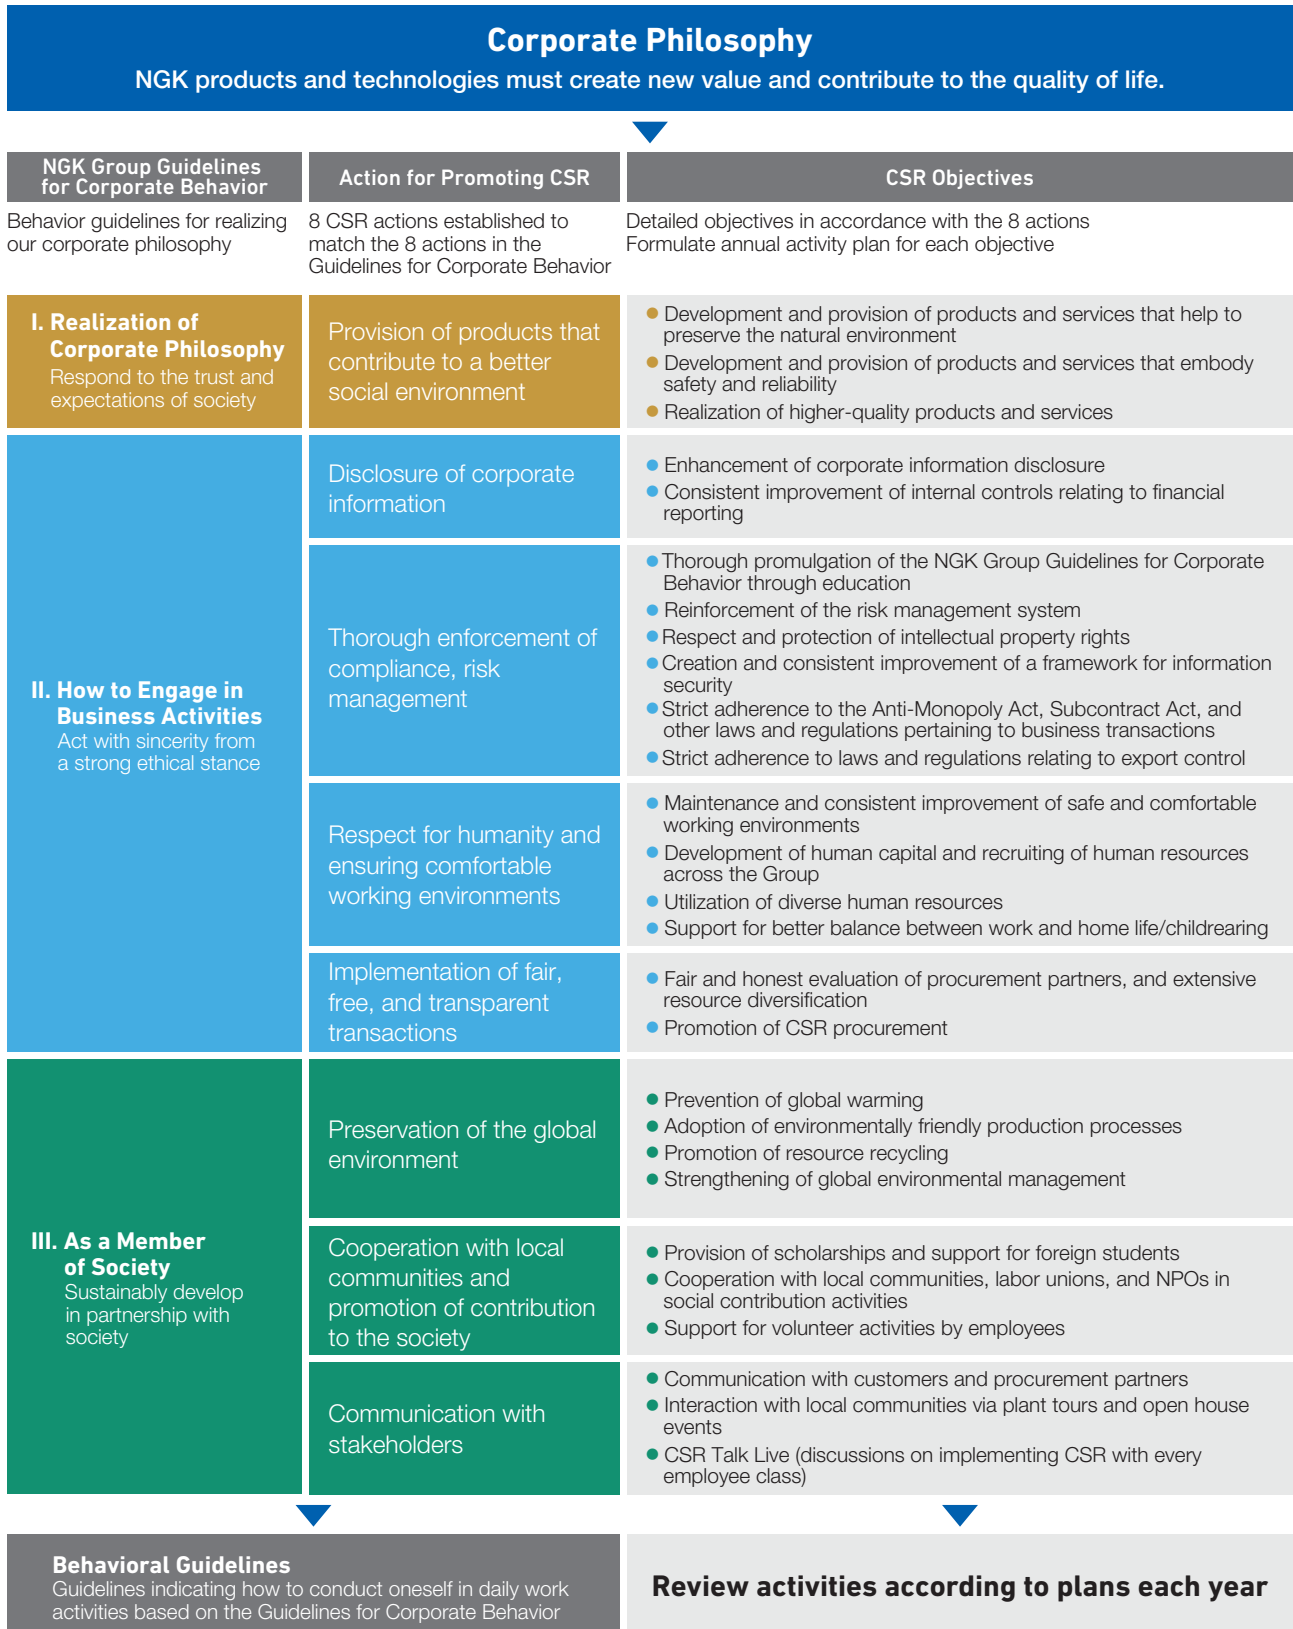 Corporate Philosophy
NGK products and technologies must create new value and contribute to the quality of life.
NGK Group Guidelines
for Corporate Behavior
Action for Promoting CSR
CSR Objectives
Behavior guidelines for realizing
our corporate philosophy
8 CSR actions established to
match the 8 actions in the
Guidelines for Corporate Behavior
Detailed objectives in accordance with the 8 actions
Formulate annual activity plan for each objective
I. Realization of
Corporate Philosophy
Respond to the trust and
expectations of society
Provision of products that
contribute to a better
social environment
● Development and provision of products and services that help to
preserve the natural environment
● Development and provision of products and services that embody
safety and reliability
● Realization of higher-quality products and services
II. How to Engage in
Business Activities
Act with sincerity from
a strong ethical stance
Disclosure of corporate
information
● Enhancement of corporate information disclosure
● Consistent improvement of internal controls relating to financial
reporting
Thorough enforcement of
compliance, risk
management
● Thorough promulgation of the NGK Group Guidelines for Corporate
Behavior through education
● Reinforcement of the risk management system
● Respect and protection of intellectual property rights
● Creation and consistent improvement of a framework for information
security
● Strict adherence to the Anti-Monopoly Act, Subcontract Act, and
other laws and regulations pertaining to business transactions
● Strict adherence to laws and regulations relating to export control
Respect for humanity and
ensuring comfortable
working environments
● Maintenance and consistent improvement of safe and comfortable
working environments
● Development of human capital and recruiting of human resources
across the Group
● Utilization of diverse human resources
● Support for better balance between work and home life/childrearing
Implementation of fair,
free, and transparent
transactions
● Fair and honest evaluation of procurement partners, and extensive
resource diversification
● Promotion of CSR procurement
III. As a Member
of Society
Sustainably develop
in partnership with
society
Preservation of the global
environment
● Prevention of global warming
● Adoption of environmentally friendly production processes
● Promotion of resource recycling
● Strengthening of global environmental management
Cooperation with local
communities and
promotion of contribution
to the society
● Provision of scholarships and support for foreign students
● Cooperation with local communities, labor unions, and NPOs in
social contribution activities
● Support for volunteer activities by employees
Communication with
stakeholders
● Communication with customers and procurement partners
● Interaction with local communities via plant tours and open house
events
● CSR Talk Live (discussions on implementing CSR with every
employee class)
Behavioral Guidelines
Guidelines indicating how to conduct oneself in daily work
activities based on the Guidelines for Corporate Behavior
Review activities according to plans each year